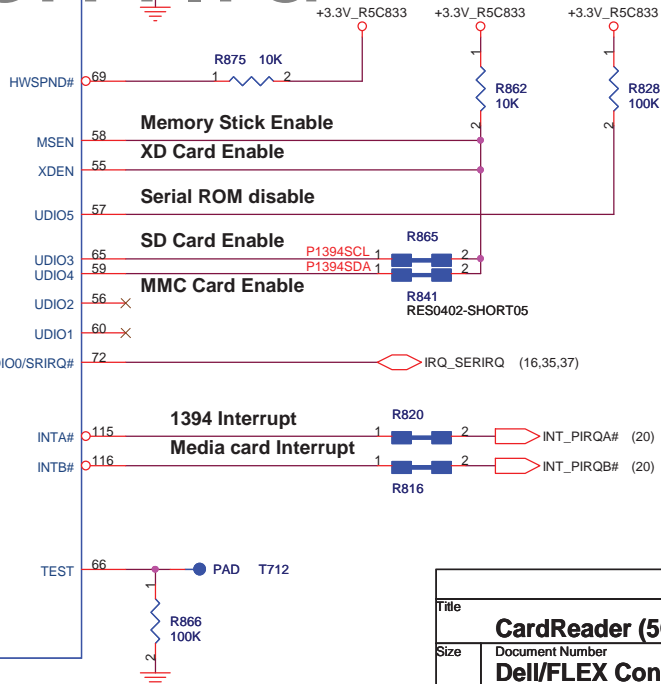 +3.3V_R5C833 +3.3V_R5C833 +3.3V_R5C833
R875 10K
HWSPND# 69 1 2
1 1
R862 R828
10K 100K
2 2
Memory Stick Enable
MSEN 58
XD Card Enable
XDEN 55
Serial ROM disable
UDIO5 57
R865
SD Card Enable
UDIO3 65 P1394SCL 1 2
UDIO4 59 P1394SDA 1 2
MMC Card Enable
R841
RES0402-SHORT05
UDIO2 56
UDIO1 60
IO0/SRIRQ# 72 IRQ_SERIRQ (16,35,37)
1394 Interrupt R820
INTA# 115 1 2 INT_PIRQA# (20)
Media card Interrupt
INTB# 116 1 2 INT_PIRQB# (20)
R816
TEST 66 PAD T712
1
R866
100K
2
Title
CardReader (5
Size Document Number
Dell/FLEX Con